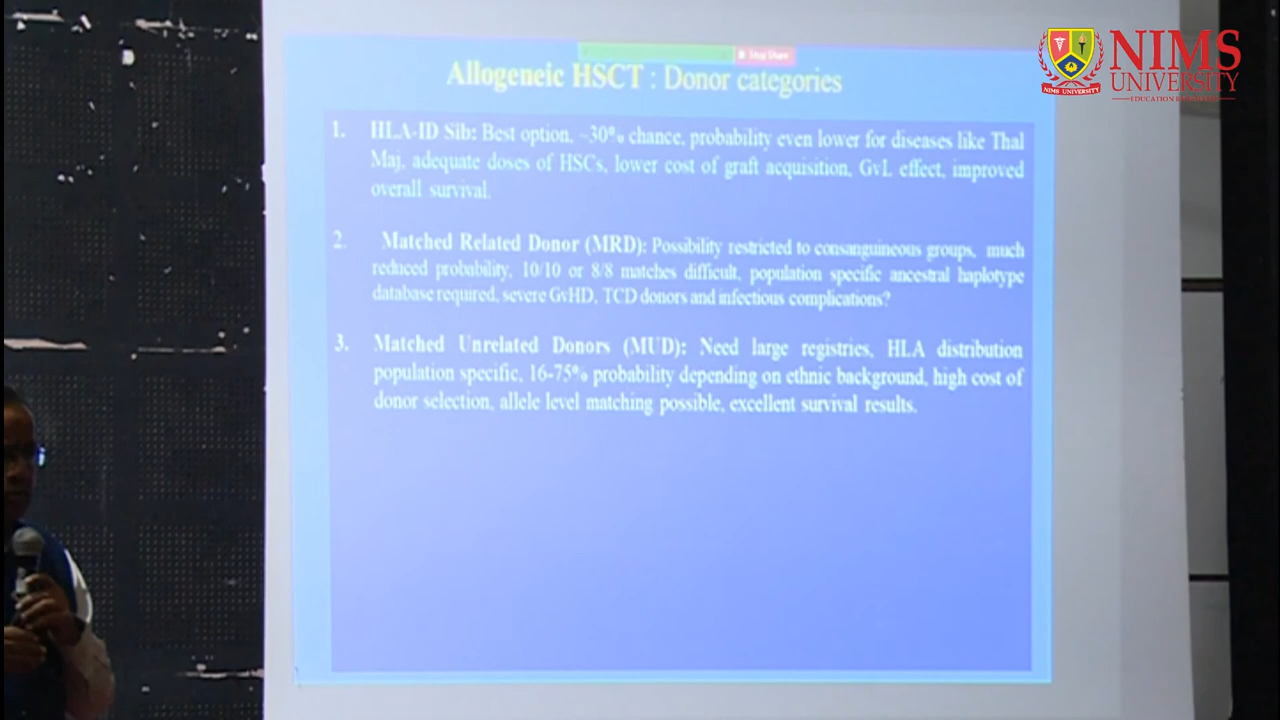 NIMS
UNIVERSITY
NIMS UNIVERSITY
Stop Share
Allogeneic HSCT : Donor categories
1. HLA-ID Sib: Best option, ~30% chance, probability even lower for diseases like Thal
Maj, adequate doses of HSCs, lower cost of graft acquisition, GvL effect, improved
overall survival.
2. Matched Related Donor (MRD): Possibility restricted to consanguineous groups, much
reduced probability, 10/10 or 8/8 matches difficult, population specific ancestral haplotype
database required, severe GvHD, TCD donors and infectious complications?
3. Matched Unrelated Donors (MUD): Need large registries, HLA distribution
population specific, 16-75% probability depending on ethnic background, high cost of
donor selection, allele level matching possible, excellent survival results.